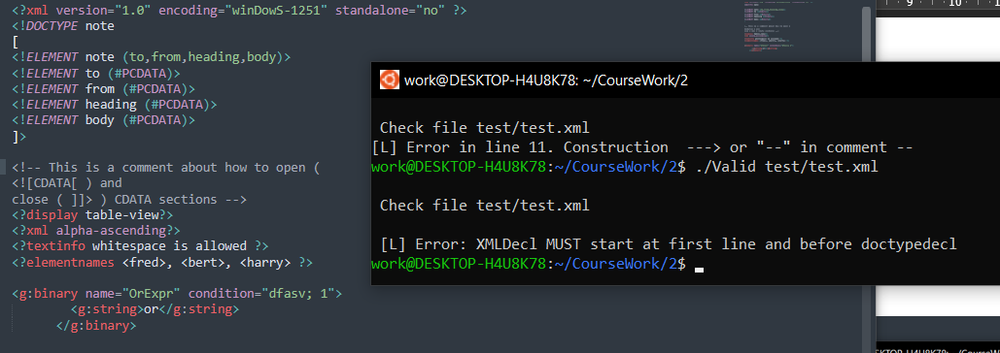 <?xml version="1.0" encoding="winDowS-1251" standalone="no" ?>
<!DOCTYPE note
[
<!ELEMENT note (to,from,heading,body)>
<!ELEMENT to (#PCDATA)>
<!ELEMENT from (#PCDATA)>
<!ELEMENT heading (#PCDATA)>
<!ELEMENT body (#PCDATA)>
]>
<!-- This is a comment about how to open (
<![CDATA[ ) and
close ( ]]> ) CDATA sections -->
<?display table-view?>
<?xml alpha-ascending?>
<?textinfo whitespace is allowed ?>
<?elementnames <fred>, <bert>, <harry> ?>
<g:binary name="OrExpr" condition="dfasv; 1">
<g:string>or</g:string>
</g:binary>
9 10
work@DESKTOP-H4U8K78: ~/CourseWork/2
Check file test/test.xml
[L] Error in line 11. Construction ---> or "--" in comment --
work@DESKTOP-H4U8K78:~/CourseWork/2$ ./Valid test/test.xml
Check file test/test.xml
[L] Error: XMLDecl MUST start at first line and before doctypedecl
work@DESKTOP-H4U8K78:~/CourseWork/2$